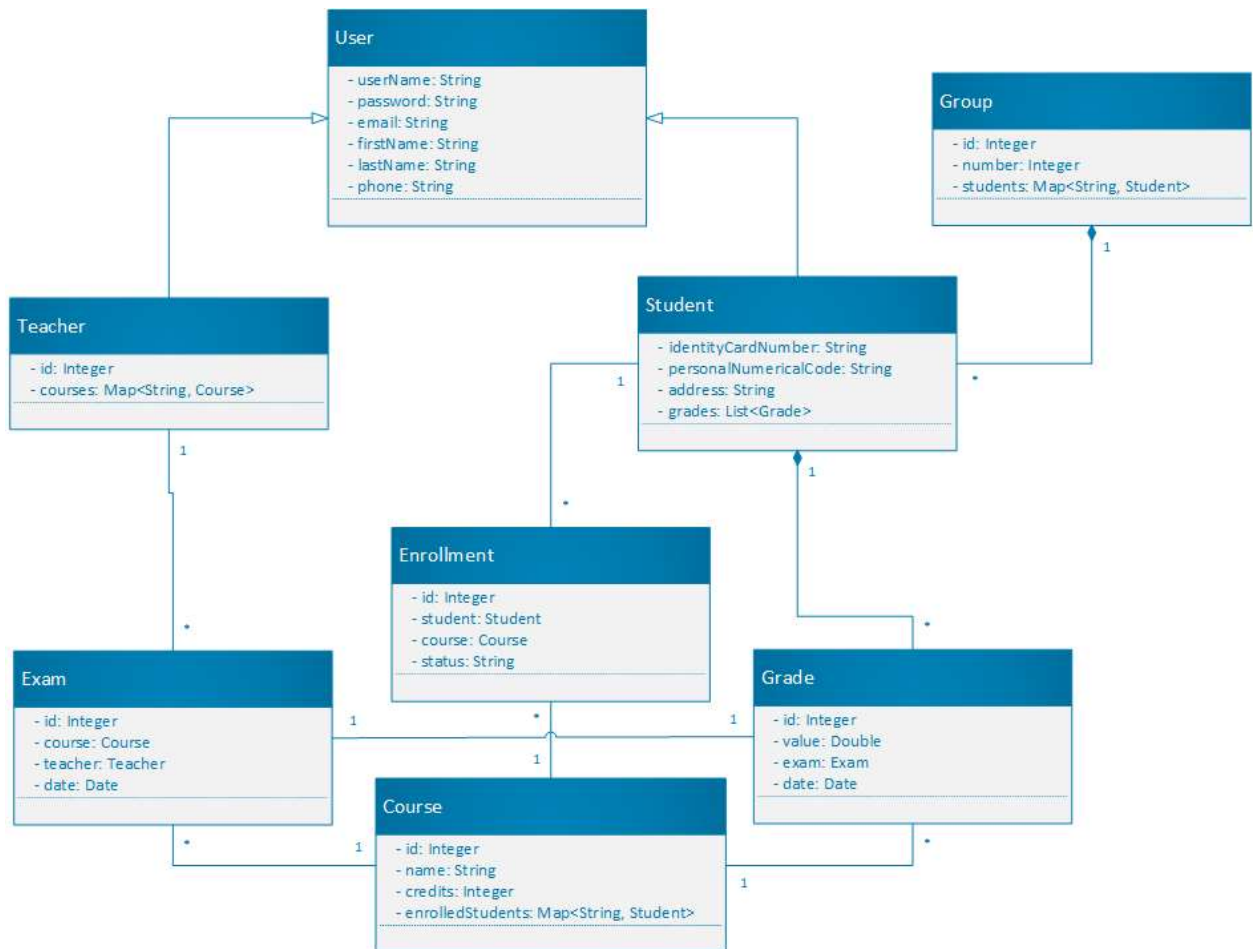 User
- userName: String
- password: String
- email: String
- firstName: String
- lastName: String
- phone: String
Group
- id: Integer
- number: Integer
- students: Map<String, Student>
1
Teacher
- id: Integer
- courses: Map<String, Course>
1
Student
- identityCardNumber: String
- personalNumericalCode: String
- address: String
- grades: List<Grade>
1
*
1
*
Enrollment
- id: Integer
- student: Student
- course: Course
- status: String
*
*
*
Exam
- id: Integer
- course: Course
- teacher: Teacher
- date: Date
1
1
Grade
- id: Integer
- value: Double
- exam: Exam
- date: Date
1
*
1
Course
- id: Integer
- name: String
- credits: Integer
- enrolledStudents: Map<String, Student>
*
1
*